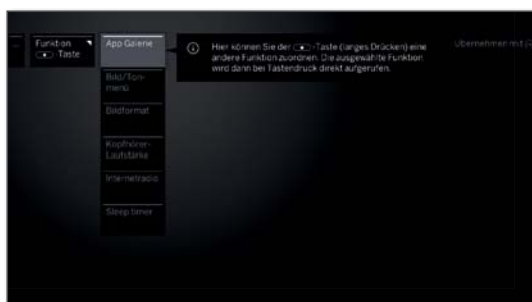 Funktion
Taste
App Galerie
Hier können Sie der -Taste (langes Drücken) eine
andere Funktion zuordnen. Die ausgewählte Funktion
wird dann bei Tastendruck direkt aufgerufen.
Übernehmen mit
Bild/Ton-
menü
Bildformat
Kopfhörer-
Lautstärke
Internetradio
Sleep timer